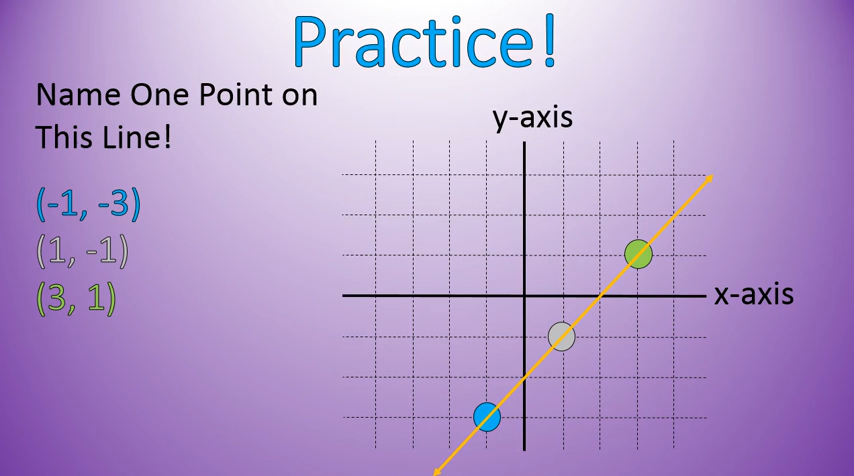 Practice!
Name One Point on
This Line!
(-1, -3)
(1, -1)
(3, 1)
y-axis
x-axis